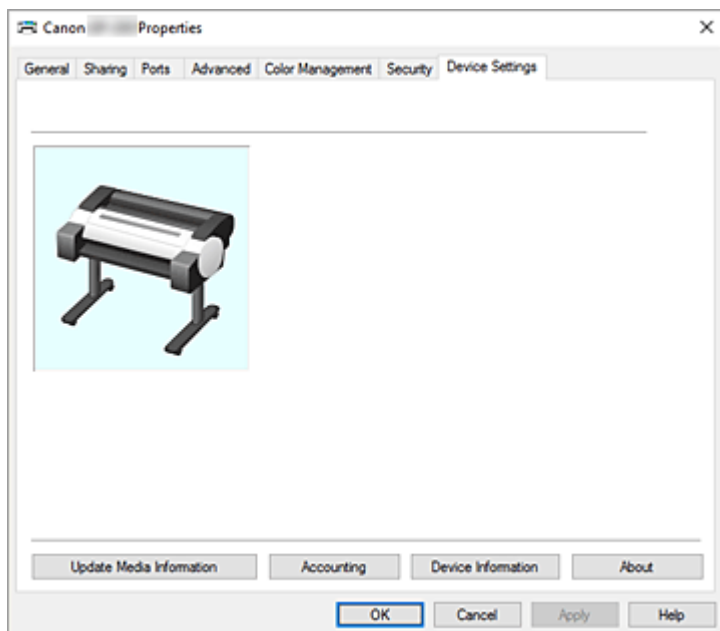 Canon Properties
General Sharing Ports Advanced Color Management Security Device Settings
Update Media Information Accounting Device Information About
OK Cancel Apply Help